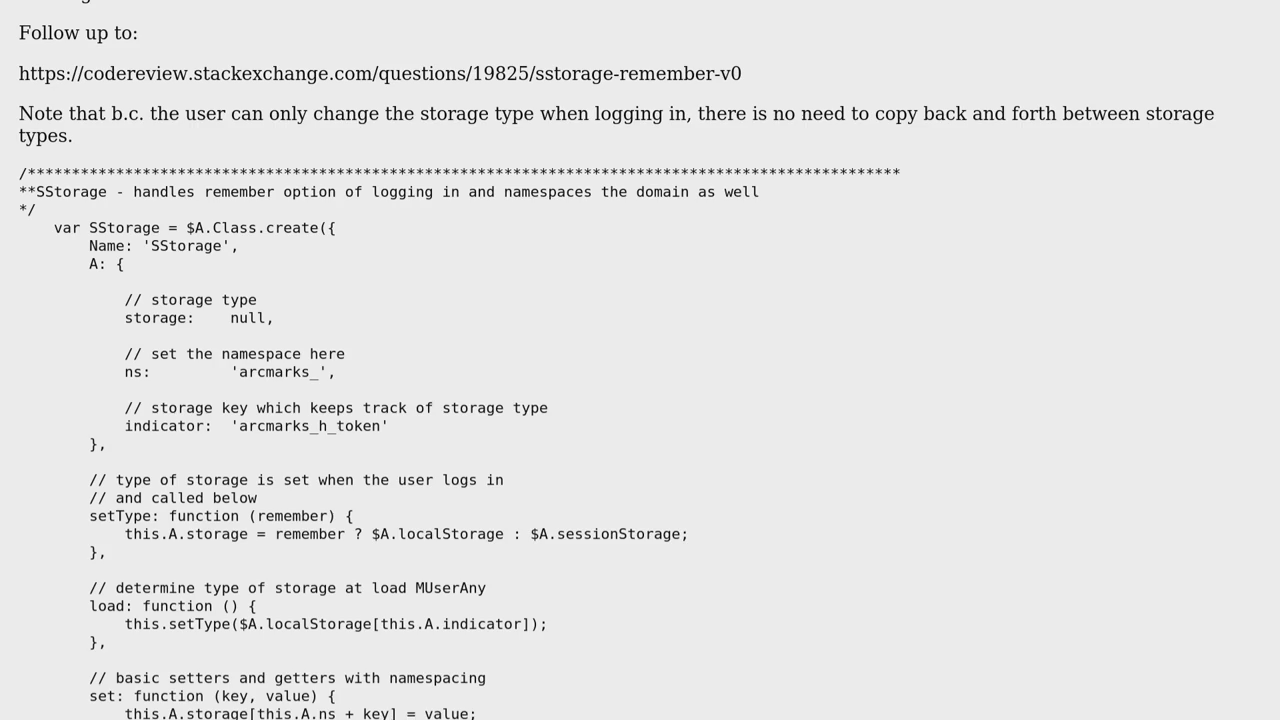 Follow up to:
https://codereview.stackexchange.com/questions/19825/sstorage-remember-v0
Note that b.c. the user can only change the storage type when logging in, there is no need to copy back and forth between storage
types.
/***************************************************************************************************
**SStorage - handles remember option of logging in and namespaces the domain as well
*/
    var SStorage = $A.Class.create({
        Name: 'SStorage',
        A: {

            // storage type
            storage:    null,

            // set the namespace here
            ns:         'arcmarks_',

            // storage key which keeps track of storage type
            indicator:  'arcmarks_h_token'
        },

        // type of storage is set when the user logs in
        // and called below
        setType: function (remember) {
            this.A.storage = remember ? $A.localStorage : $A.sessionStorage;
        },

        // determine type of storage at load MUserAny
        load: function () {
            this.setType($A.localStorage[this.A.indicator]);
        },

        // basic setters and getters with namespacing
        set: function (key, value) {
            this.A.storage[this.A.ns + key] = value;